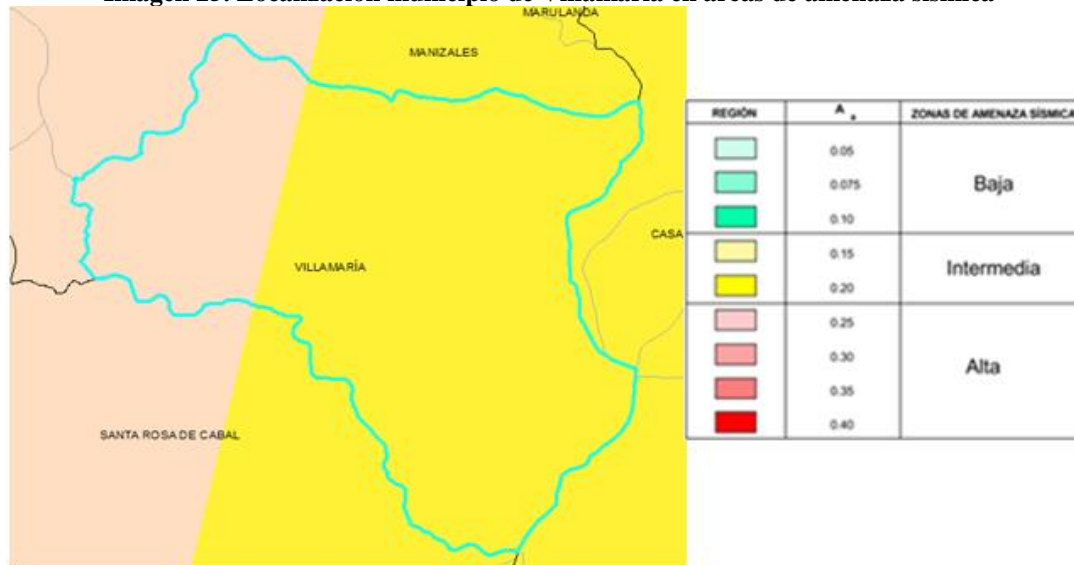 MARULANDA
MANIZALES
CASA
VILLAMARÍA
SANTA ROSA DE CABAL
REGIÓN A ZONAS DE AMENAZA SÍSMICA
0.05
0.075 Baja
0.10
0.15
Intermedia
0.20
0.25
0.30
Alta
0.35
0.40